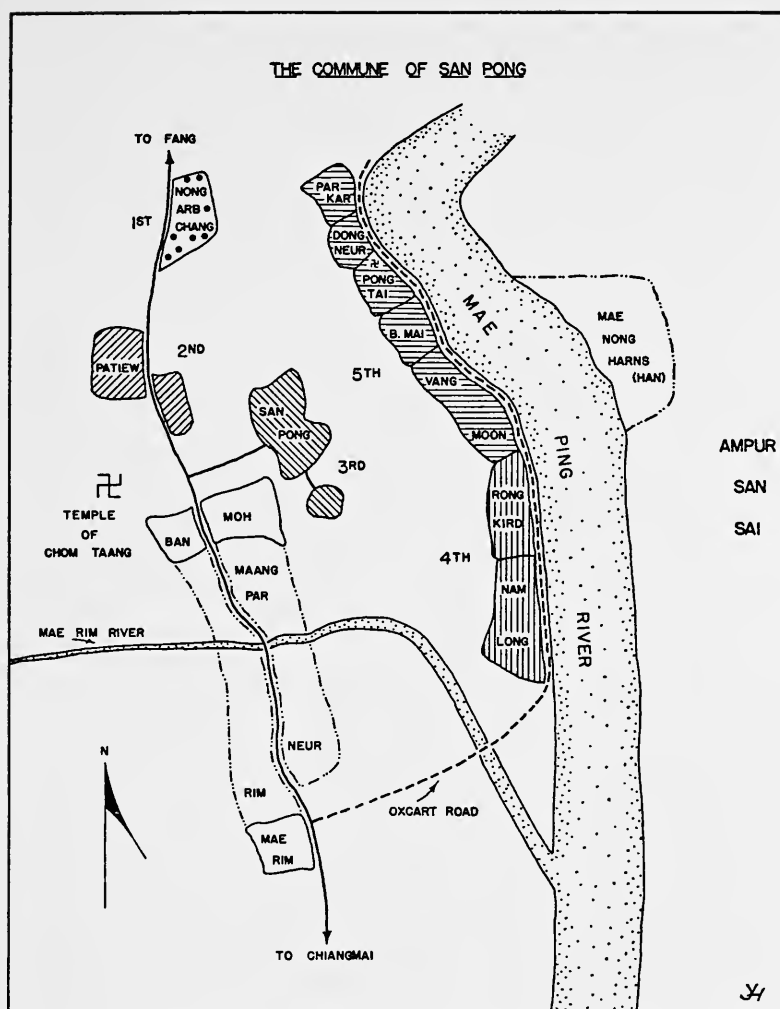 THE COMMUNE OF SAN PONG
TO FANG
NONG
ARB
CHANG
1ST
PAR
KAR
DONG
NEUR
PONG
TAI
B. MAI
VANG
MOON
5TH
MAE
PING
RIVER
MAE
NONG
HARNS
(HAN)
PATIEW
2ND
SAN
PONG
3RD
AMPUR
SAN
SAI
TEMPLE
OF
CHOM TAANG
BAN
MOH
MAANG
PAR
RONG
KIRD
4TH
NAM
LONG
MAE RIM RIVER
NEUR
RIM
N
MAE
RIM
OXCART ROAD
TO CHIANGMAI